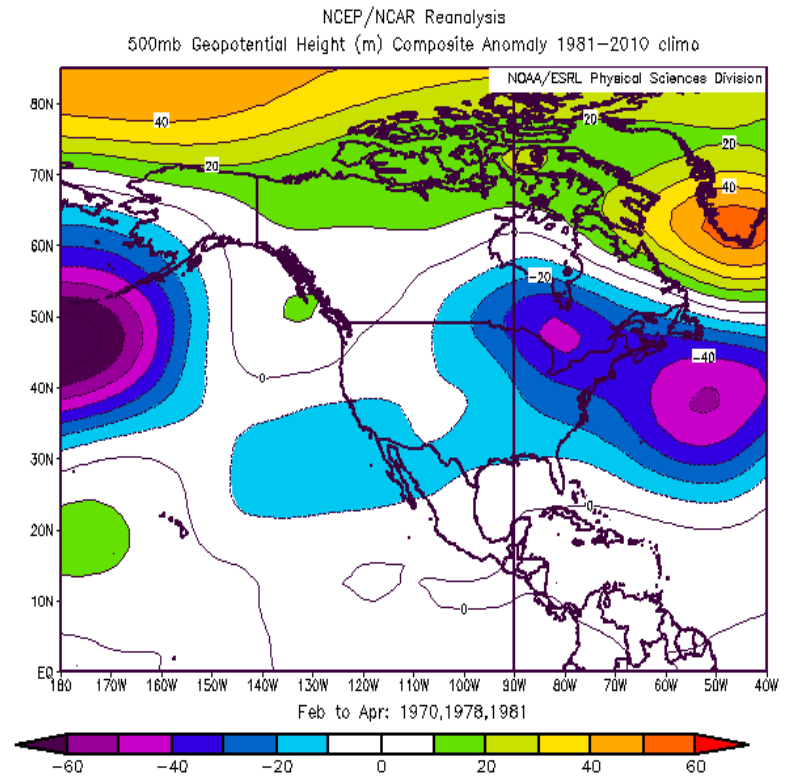 NCEP/NCAR Reanalysis
500mb Geopotential Height (m) Composite Anomaly 1981−2010 climo
NOAA/ESRL Physical Sciences Division
80N
70N
60N
50N
40N
30N
20N
10N
EQ
40
20
20
20
40
−20
−40
0
0
0
180 170W 160W 150W 140W 130W 120W 110W 100W 90W 80W 70W 60W 50W 40W
Feb to Apr: 1970,1978,1981
−60 −40 −20 0 20 40 60